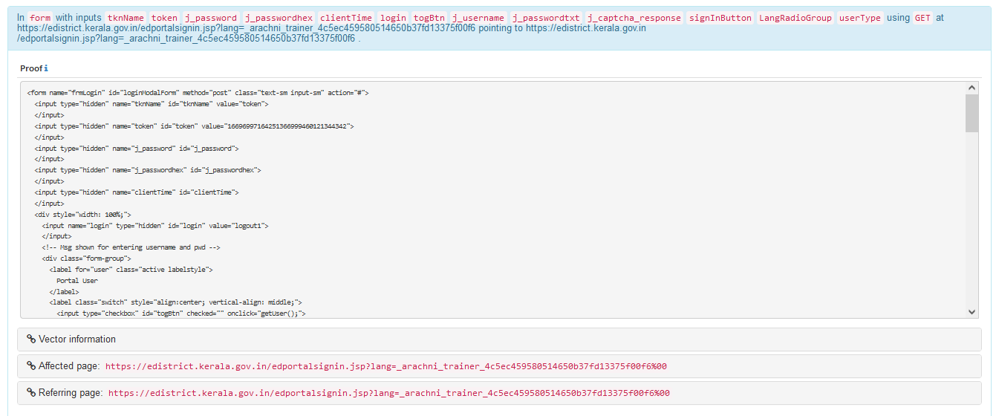 In form with inputs tknName token j_password j_passwordhex clientTime login togBtn j_username j_passwordtxt j_captcha_response signInButton LangRadioGroup userType using GET at
https://edistrict.kerala.gov.in/edportalsignin.jsp?lang=_arachni_trainer_4c5ec459580514650b37fd13375f00f6 pointing to https://edistrict.kerala.gov.in
/edportalsignin.jsp?lang=_arachni_trainer_4c5ec459580514650b37fd13375f00f6 .
Proof i
<form name="frmLogin" id="loginModalForm" method="post" class="text-sm input-sm" action="#">
<input type="hidden" name="tknName" id="tknName" value="token">
</input>
<input type="hidden" name="token" id="token" value="16696997164251366999460121344342">
</input>
<input type="hidden" name="j_password" id="j_password">
</input>
<input type="hidden" name="j_passwordhex" id="j_passwordhex">
</input>
<input type="hidden" name="clientTime" id="clientTime">
</input>
<div style="width: 100%;">
<input name="login" type="hidden" id="login" value="logout1">
</input>
<!-- Msg shown for entering username and pwd -->
<div class="form-group">
<label for="user" class="active labelstyle">
Portal User
</label>
<label class="switch" style="align:center; vertical-align: middle;">
<input type="checkbox" id="togBtn" checked="" onclick="getUser();">
Vector information
Affected page: https://edistrict.kerala.gov.in/edportalsignin.jsp?lang=_arachni_trainer_4c5ec459580514650b37fd13375f00f6%00
Referring page: https://edistrict.kerala.gov.in/edportalsignin.jsp?lang=_arachni_trainer_4c5ec459580514650b37fd13375f00f6%00